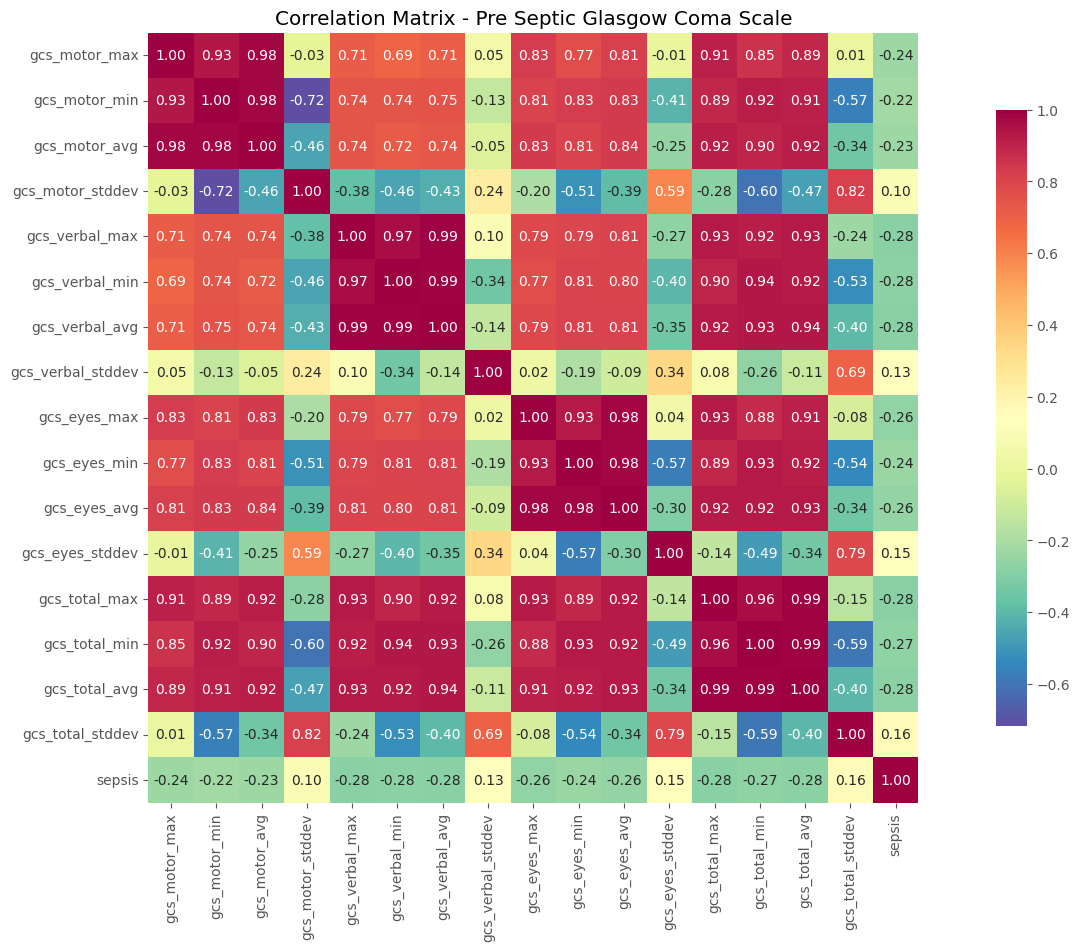 Correlation Matrix - Pre Septic Glasgow Coma Scale
gcs_motor_max 1.00 0.93 0.98 -0.03 0.71 0.69 0.71 0.05 0.83 0.77 0.81 -0.01 0.91 0.85 0.89 0.01 -0.24
gcs_motor_min 0.93 1.00 0.98 -0.72 0.74 0.74 0.75 -0.13 0.81 0.83 0.83 -0.41 0.89 0.92 0.91 -0.57 -0.22
gcs_motor_avg 0.98 0.98 1.00 -0.46 0.74 0.72 0.74 -0.05 0.83 0.81 0.84 -0.25 0.92 0.90 0.92 -0.34 -0.23
gcs_motor_stddev -0.03 -0.72 -0.46 1.00 -0.38 -0.46 -0.43 0.24 -0.20 -0.51 -0.39 0.59 -0.28 -0.60 -0.47 0.82 0.10
gcs_verbal_max 0.71 0.74 0.74 -0.38 1.00 0.97 0.99 0.10 0.79 0.79 0.81 -0.27 0.93 0.92 0.93 -0.24 -0.28
gcs_verbal_min 0.69 0.74 0.72 -0.46 0.97 1.00 0.99 -0.34 0.77 0.81 0.80 -0.40 0.90 0.94 0.92 -0.53 -0.28
gcs_verbal_avg 0.71 0.75 0.74 -0.43 0.99 0.99 1.00 -0.14 0.79 0.81 0.81 -0.35 0.92 0.93 0.94 -0.40 -0.28
gcs_verbal_stddev 0.05 -0.13 -0.05 0.24 0.10 -0.34 -0.14 1.00 0.02 -0.19 -0.09 0.34 0.08 -0.26 -0.11 0.69 0.13
gcs_eyes_max 0.83 0.81 0.83 -0.20 0.79 0.77 0.79 0.02 1.00 0.93 0.98 0.04 0.93 0.88 0.91 -0.08 -0.26
gcs_eyes_min 0.77 0.83 0.81 -0.51 0.79 0.81 0.81 -0.19 0.93 1.00 0.98 -0.57 0.89 0.93 0.92 -0.54 -0.24
gcs_eyes_avg 0.81 0.83 0.84 -0.39 0.81 0.80 0.81 -0.09 0.98 0.98 1.00 -0.30 0.92 0.92 0.93 -0.34 -0.26
gcs_eyes_stddev -0.01 -0.41 -0.25 0.59 -0.27 -0.40 -0.35 0.34 0.04 -0.57 -0.30 1.00 -0.14 -0.49 -0.34 0.79 0.15
gcs_total_max 0.91 0.89 0.92 -0.28 0.93 0.90 0.92 0.08 0.93 0.89 0.92 -0.14 1.00 0.96 0.99 -0.15 -0.28
gcs_total_min 0.85 0.92 0.90 -0.60 0.92 0.94 0.93 -0.26 0.88 0.93 0.92 -0.49 0.96 1.00 0.99 -0.59 -0.27
gcs_total_avg 0.89 0.91 0.92 -0.47 0.93 0.92 0.94 -0.11 0.91 0.92 0.93 -0.34 0.99 0.99 1.00 -0.40 -0.28
gcs_total_stddev 0.01 -0.57 -0.34 0.82 -0.24 -0.53 -0.40 0.69 -0.08 -0.54 -0.34 0.79 -0.15 -0.59 -0.40 1.00 0.16
sepsis -0.24 -0.22 -0.23 0.10 -0.28 -0.28 -0.28 0.13 -0.26 -0.24 -0.26 0.15 -0.28 -0.27 -0.28 0.16 1.00
gcs_motor_max
gcs_motor_min
gcs_motor_avg
gcs_motor_stddev
gcs_verbal_max
gcs_verbal_min
gcs_verbal_avg
gcs_verbal_stddev
gcs_eyes_max
gcs_eyes_min
gcs_eyes_avg
gcs_eyes_stddev
gcs_total_max
gcs_total_min
gcs_total_avg
gcs_total_stddev
sepsis
1.0
0.8
0.6
0.4
0.2
0.0
−0.2
−0.4
−0.6